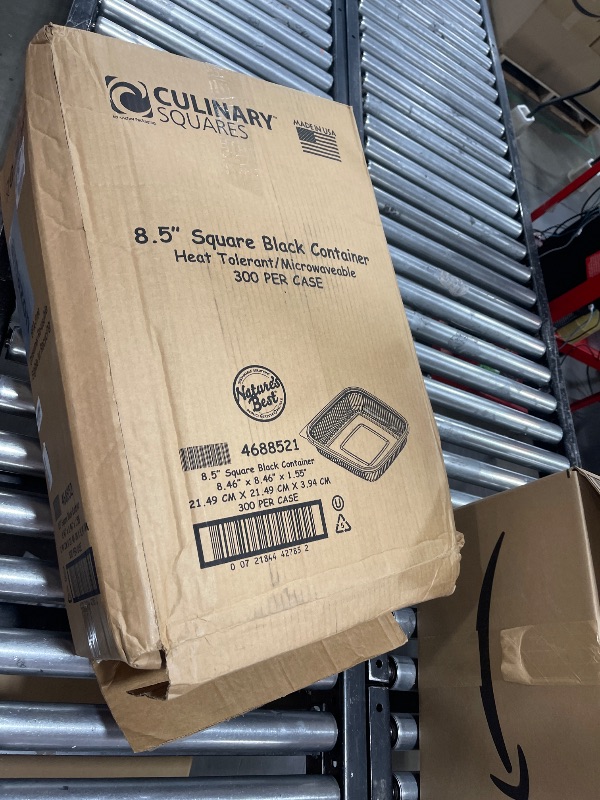 CULINARY™
SQUARES
MADE IN USA
8.5" Square Black Container
Heat Tolerant/Microwaveable
300 PER CASE
Nature's
Best
4688521
8.5" Square Black Container
8.46" x 8.46" x 1.55"
21.49 CM X 21.49 CM X 3.94 CM
300 PER CASE
U
0 07 21844 42785 2